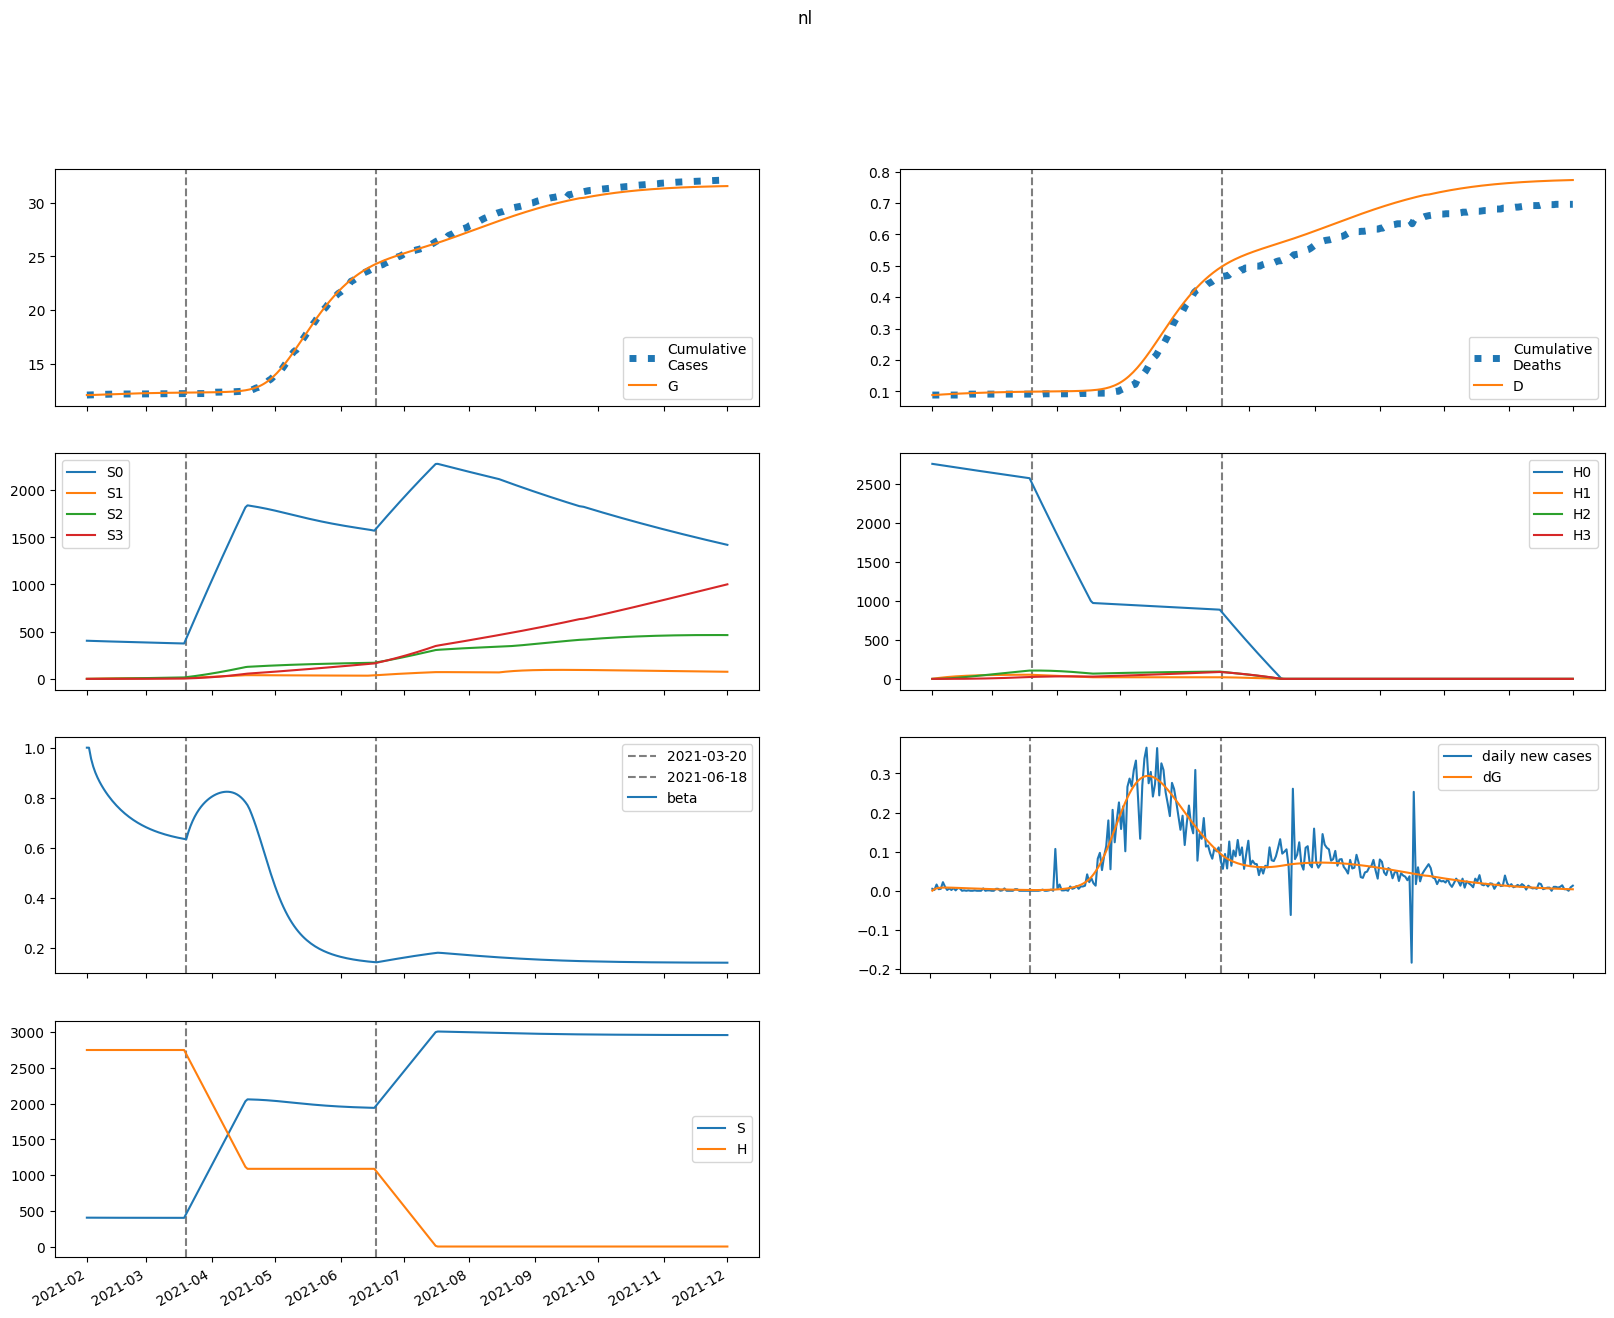 nl
30
25
20
15
Cumulative
Cases
G
0.8
0.7
0.6
0.5
0.4
0.3
0.2
0.1
Cumulative
Deaths
D
2000
1500
1000
500
0
S0
S1
S2
S3
2500
2000
1500
1000
500
0
H0
H1
H2
H3
1.0
0.8
0.6
0.4
0.2
2021-03-20
2021-06-18
beta
0.3
0.2
0.1
0.0
−0.1
−0.2
daily new cases
dG
3000
2500
2000
1500
1000
500
0
S
H
2021-02
2021-03
2021-04
2021-05
2021-06
2021-07
2021-08
2021-09
2021-10
2021-11
2021-12